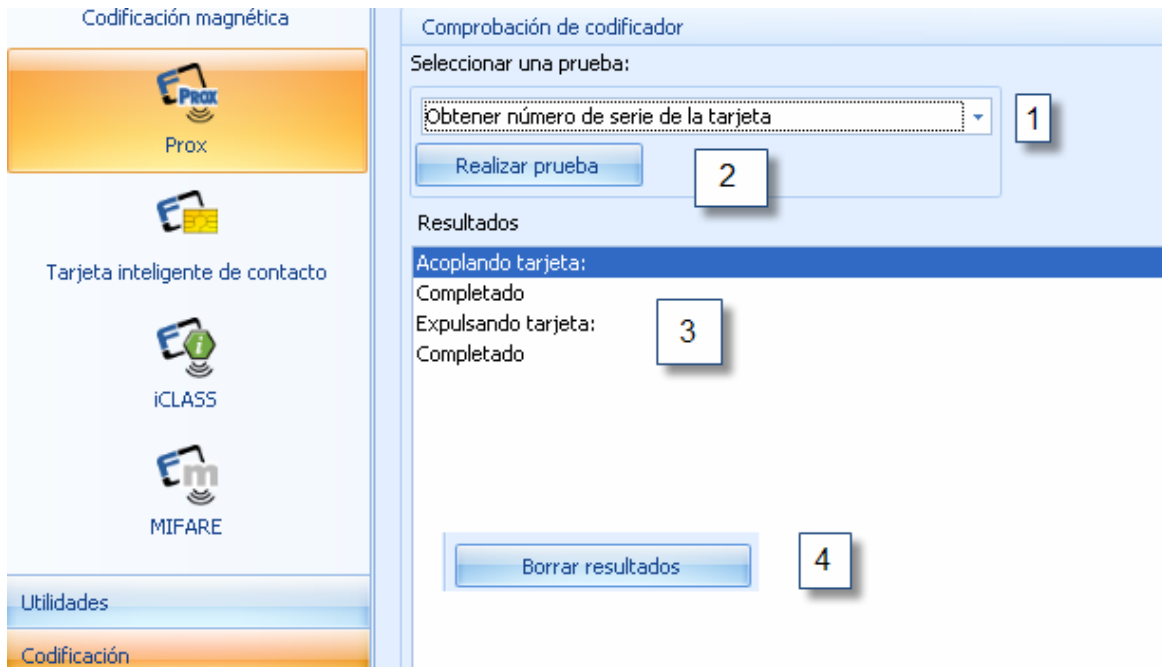 Codificación magnética
PROX
Prox
Tarjeta inteligente de contacto
i
iCLASS
m
MIFARE
Utilidades
Codificación
Comprobación de codificador
Seleccionar una prueba:
Obtener número de serie de la tarjeta
1
Realizar prueba
2
Resultados
Acoplando tarjeta:
Completado
Expulsando tarjeta:
3
Completado
Borrar resultados
4